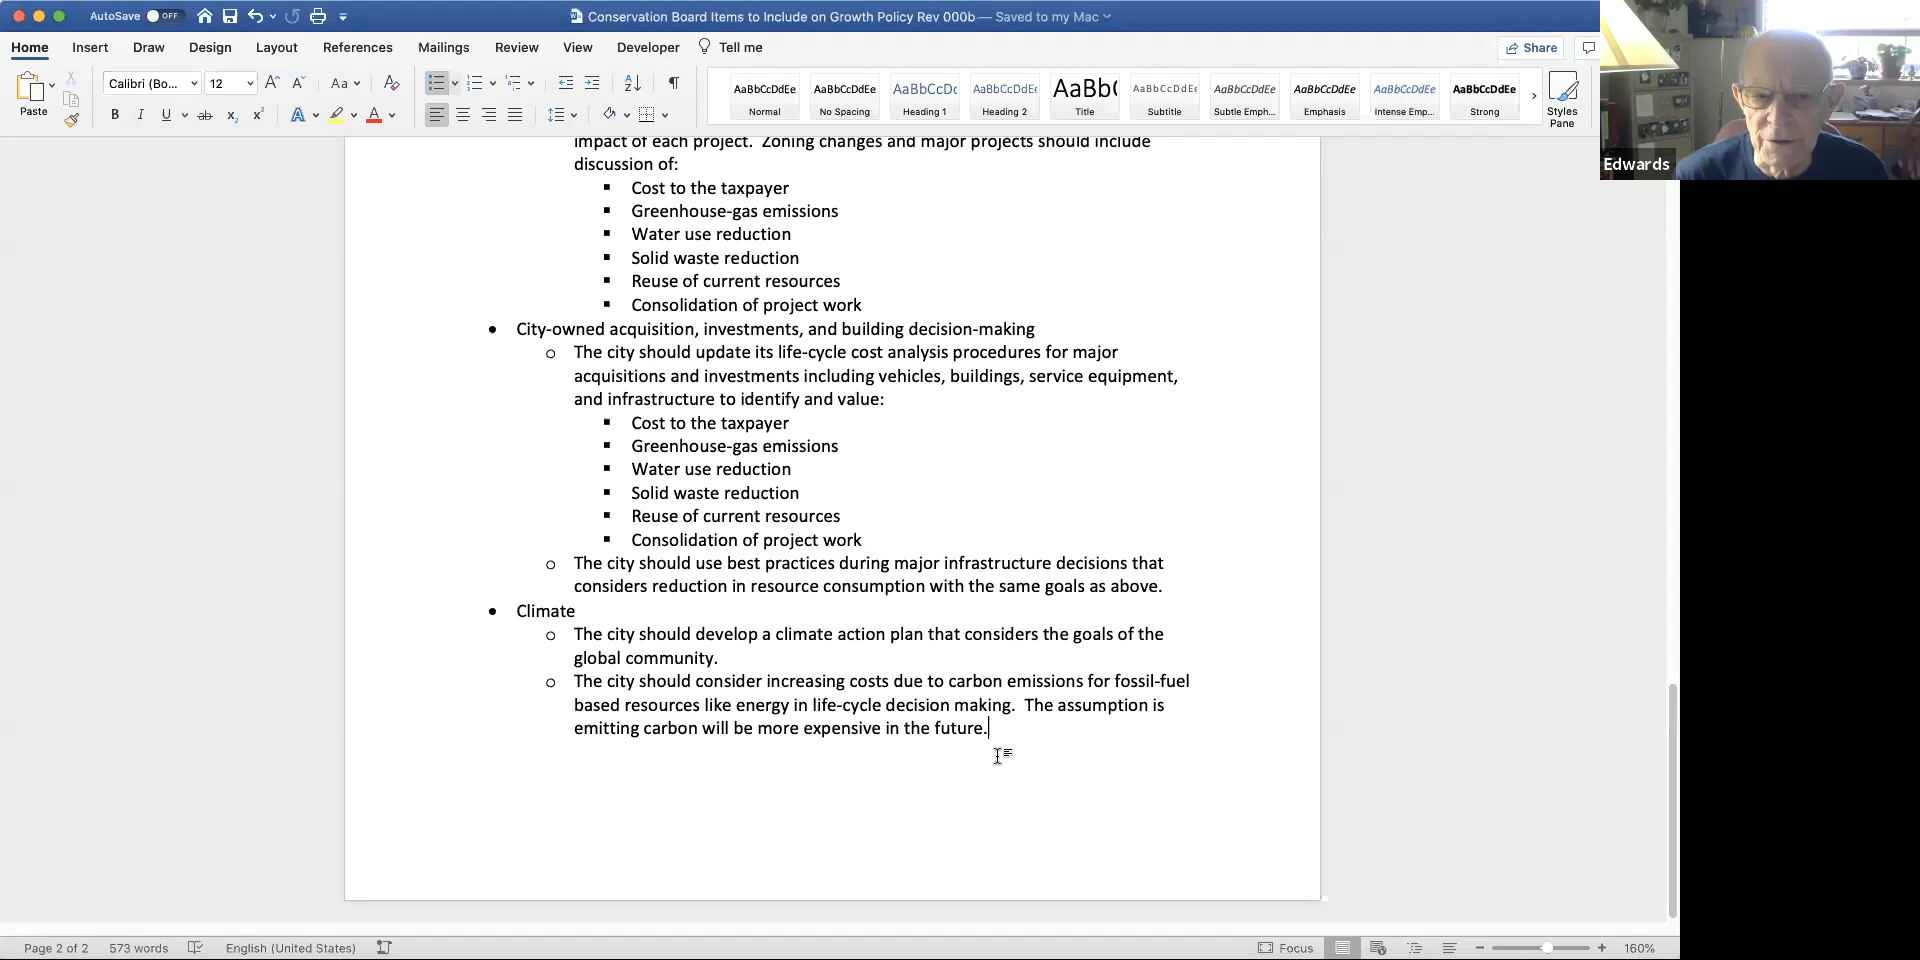 AutoSave OFF
Conservation Board Items to Include on Growth Policy Rev 000b — Saved to my Mac
Home Insert Draw Design Layout References Mailings Review View Developer Tell me
Share
Paste
Calibri (Bo... 12
AaBbCcDdEe AaBbCcDdEe AaBbCcDc AaBbCcDdEe AaBb( AaBbCcDdEe AaBbCcDdEe AaBbCcDdEe AaBbCcDdEe AaBbCcDdEe
Normal No Spacing Heading 1 Heading 2 Title Subtitle Subtle Emph... Emphasis Intense Emp... Strong
Styles
Pane
Edwards
impact of each project. Zoning changes and major projects should include
discussion of:
▪ Cost to the taxpayer
▪ Greenhouse-gas emissions
▪ Water use reduction
▪ Solid waste reduction
▪ Reuse of current resources
▪ Consolidation of project work
• City-owned acquisition, investments, and building decision-making
o The city should update its life-cycle cost analysis procedures for major
acquisitions and investments including vehicles, buildings, service equipment,
and infrastructure to identify and value:
▪ Cost to the taxpayer
▪ Greenhouse-gas emissions
▪ Water use reduction
▪ Solid waste reduction
▪ Reuse of current resources
▪ Consolidation of project work
o The city should use best practices during major infrastructure decisions that
considers reduction in resource consumption with the same goals as above.
• Climate
o The city should develop a climate action plan that considers the goals of the
global community.
o The city should consider increasing costs due to carbon emissions for fossil-fuel
based resources like energy in life-cycle decision making. The assumption is
emitting carbon will be more expensive in the future.
Page 2 of 2 573 words English (United States) Focus 160%